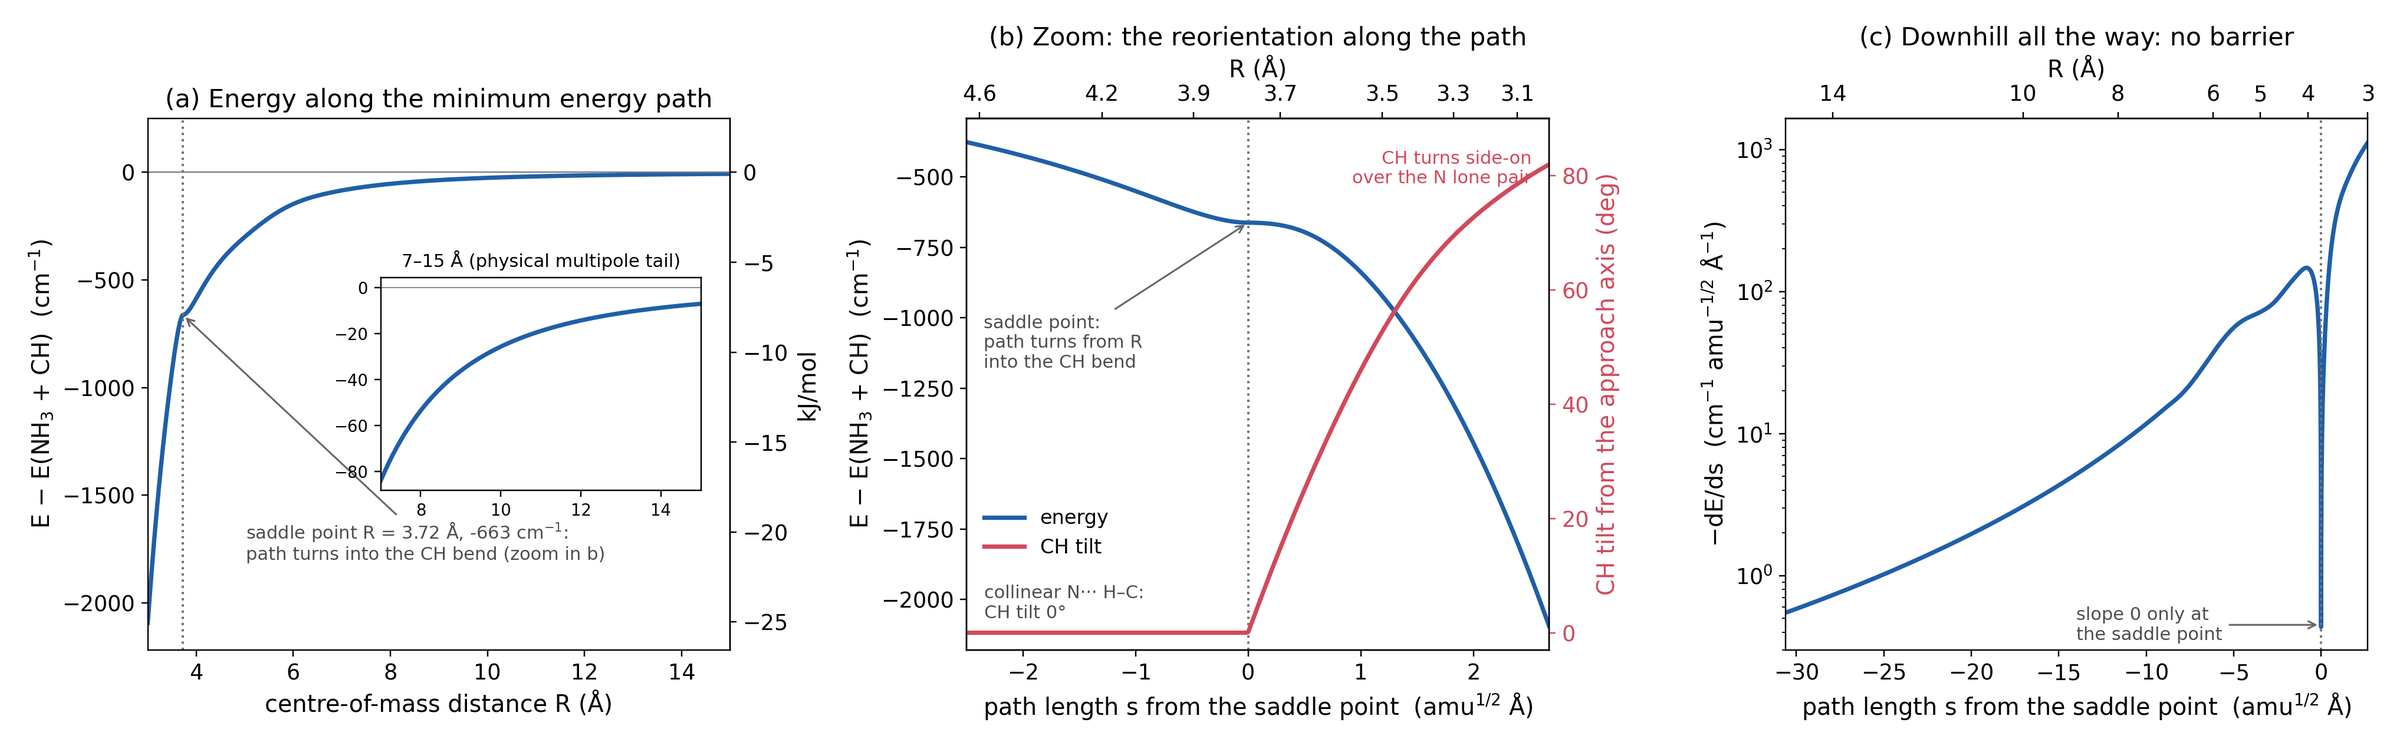 (a) Energy along the minimum energy path
E − E(NH₃ + CH) (cm⁻¹)
0
−500
−1000
−1500
−2000
4 6 8 10 12 14
centre-of-mass distance R (Å)
0
−5
−10
−15
−20
−25
kJ/mol
7–15 Å (physical multipole tail)
0
−20
−40
−60
−80
8 10 12 14
saddle point R = 3.72 Å, -663 cm⁻¹:
path turns into the CH bend (zoom in b)
(b) Zoom: the reorientation along the path
R (Å)
4.6 4.2 3.9 3.7 3.5 3.3 3.1
E − E(NH₃ + CH) (cm⁻¹)
−500
−750
−1000
−1250
−1500
−1750
−2000
CH turns side-on
over the N lone pair
saddle point:
path turns from R
into the CH bend
energy
CH tilt
collinear N··· H–C:
CH tilt 0°
−2 −1 0 1 2
path length s from the saddle point (amu¹ᐟ² Å)
80
60
40
20
0
CH tilt from the approach axis (deg)
(c) Downhill all the way: no barrier
R (Å)
14 10 8 6 5 4 3
−dE/ds (cm⁻¹ amu⁻¹ᐟ² Å⁻¹)
10³
10²
10¹
10⁰
slope 0 only at
the saddle point
−30 −25 −20 −15 −10 −5 0
path length s from the saddle point (amu¹ᐟ² Å)